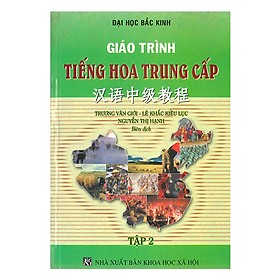 ĐẠI HỌC BẮC KINH
GIÁO TRÌNH
TIẾNG HOA TRUNG CẤP
汉语中级教程
TRƯƠNG VĂN GIỚI - LÊ KHẮC KIỀU LỤC
NGUYỄN THỊ HẠNH
Biên dịch
TẬP 2
NHÀ XUẤT BẢN KHOA HỌC XÃ HỘI